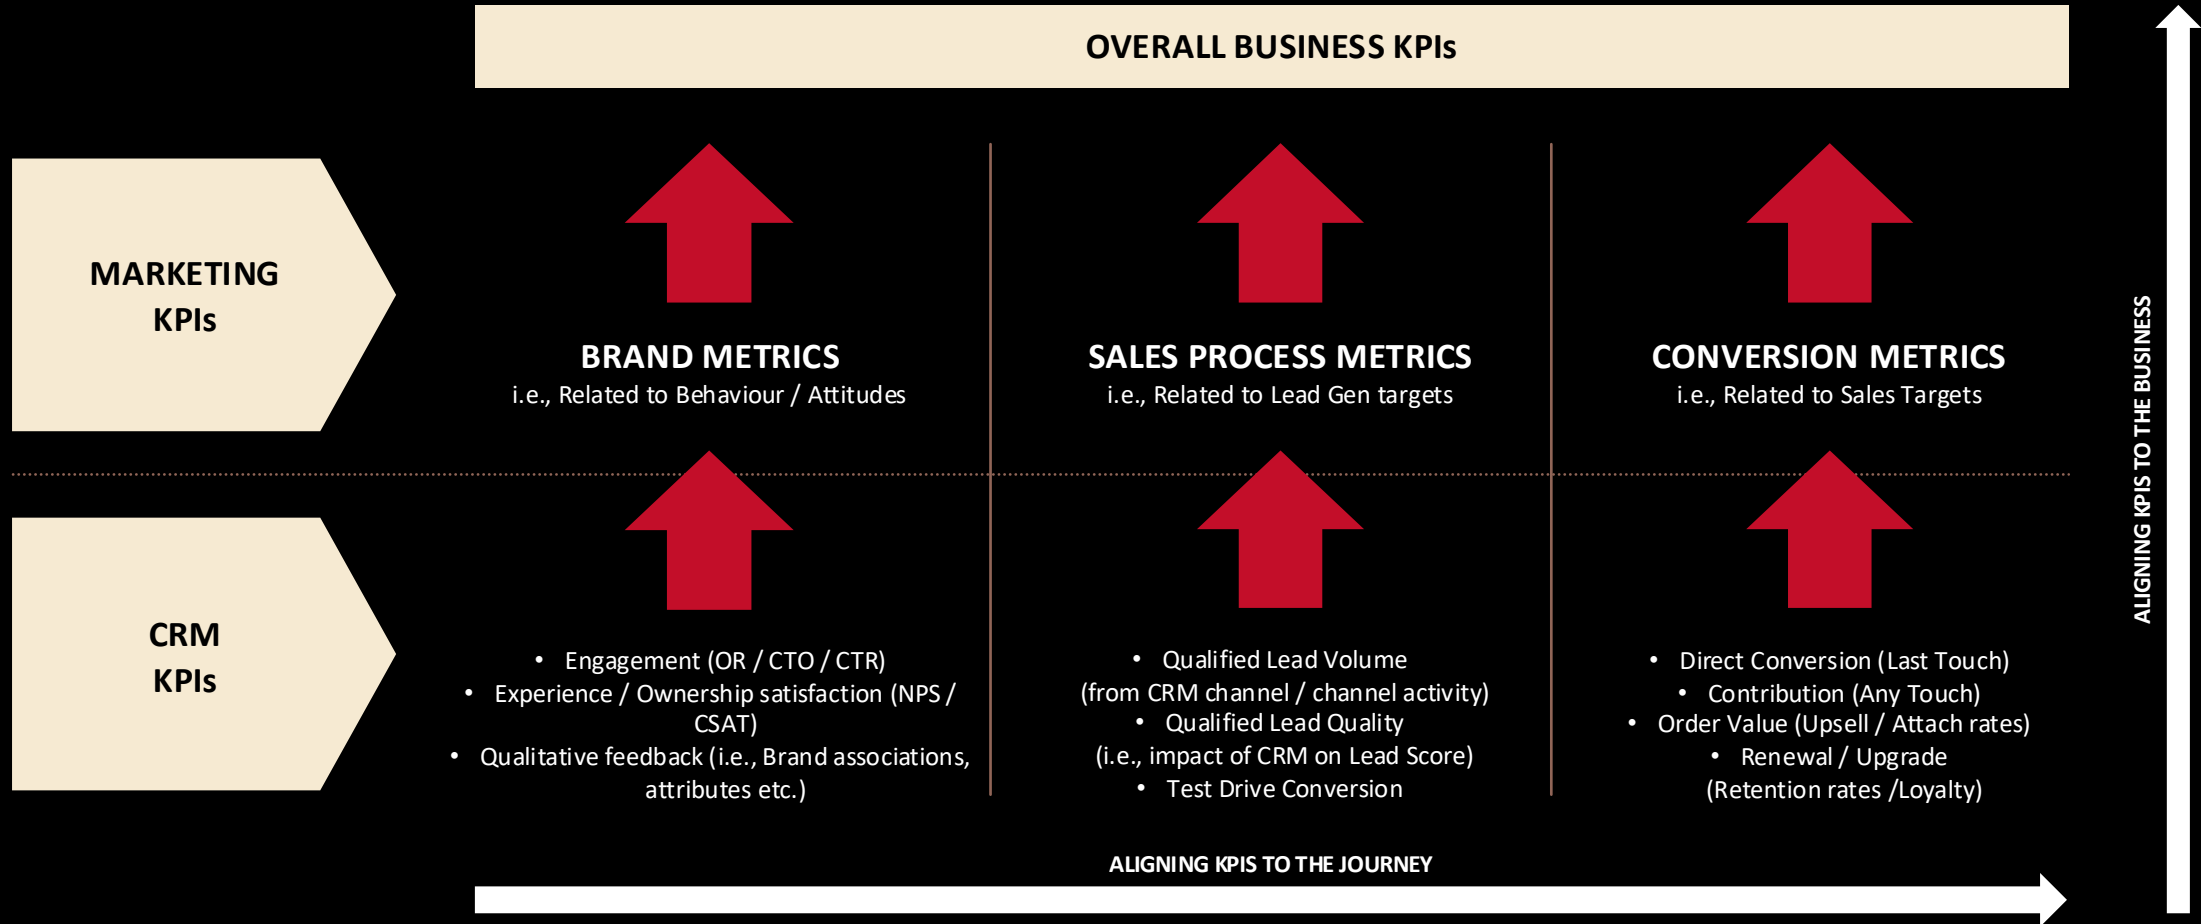 OVERALL BUSINESS KPIs
MARKETING
KPIs
BRAND METRICS
i.e., Related to Behaviour / Attitudes
SALES PROCESS METRICS
i.e., Related to Lead Gen targets
CONVERSION METRICS
i.e., Related to Sales Targets
CRM
KPIs
• Engagement (OR / CTO / CTR)
• Experience / Ownership satisfaction (NPS /
CSAT)
• Qualitative feedback (i.e., Brand associations,
attributes etc.)
• Qualified Lead Volume
(from CRM channel / channel activity)
• Qualified Lead Quality
(i.e., impact of CRM on Lead Score)
• Test Drive Conversion
• Direct Conversion (Last Touch)
• Contribution (Any Touch)
• Order Value (Upsell / Attach rates)
• Renewal / Upgrade
(Retention rates /Loyalty)
ALIGNING KPIS TO THE JOURNEY
ALIGNING KPIS TO THE BUSINESS